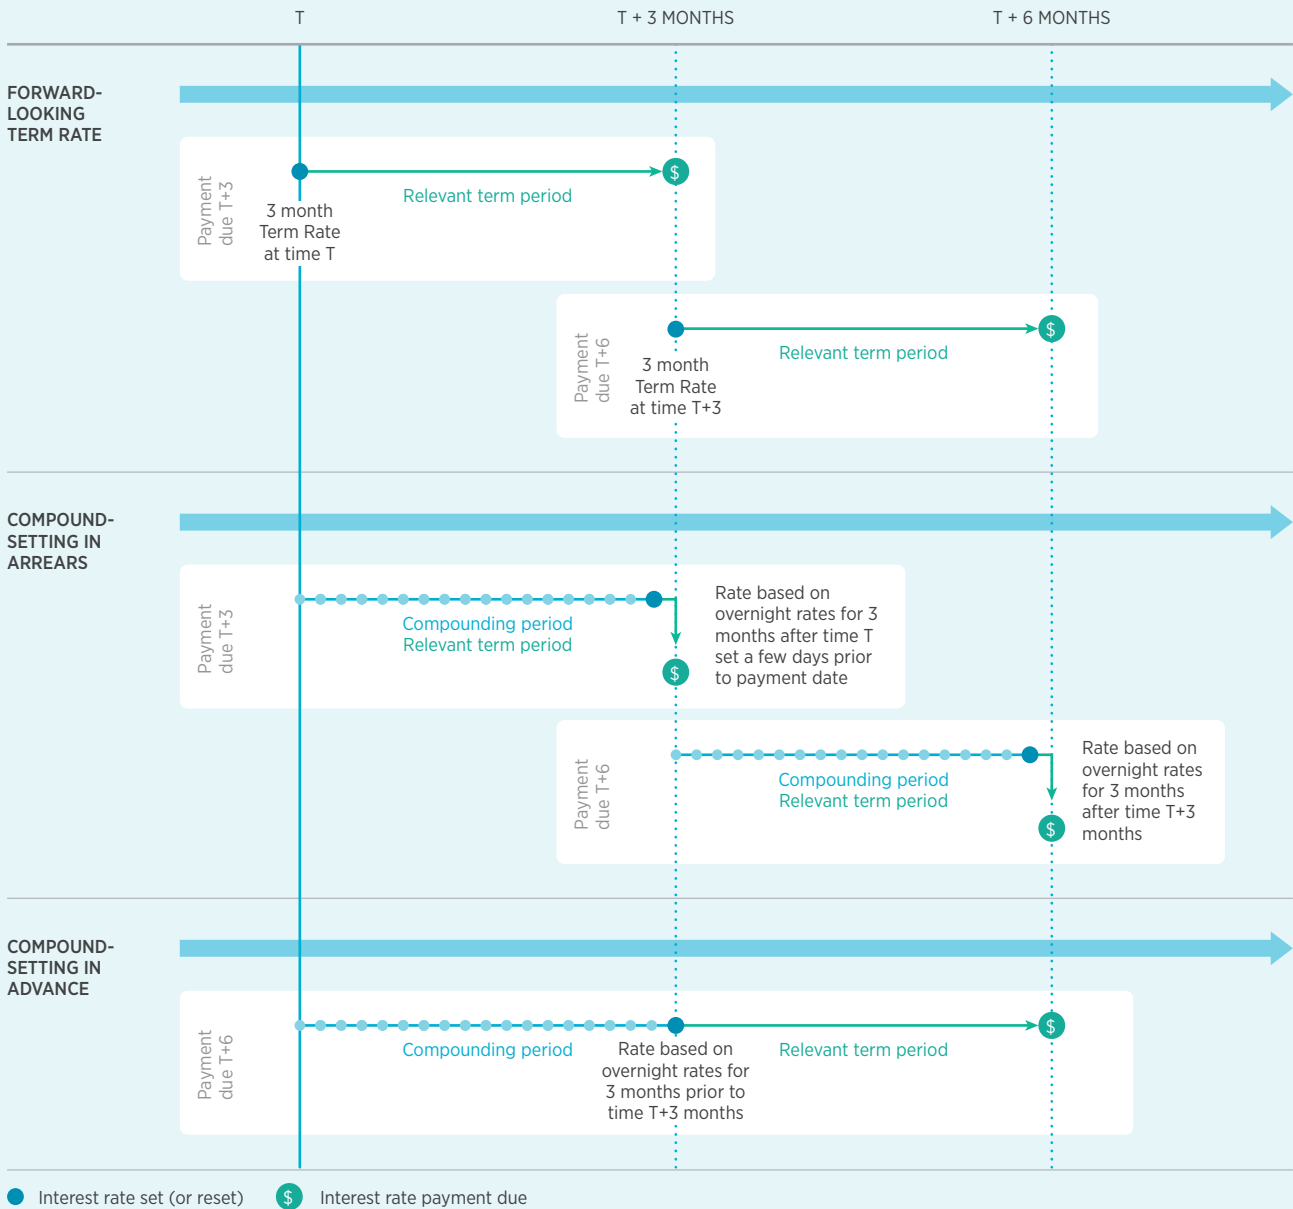 T
T + 3 MONTHS
T + 6 MONTHS
FORWARD-
LOOKING
TERM RATE
Payment
due T+3
$
Relevant term period
3 month
Term Rate
at time T
Payment
due T+6
$
Relevant term period
3 month
Term Rate
at time T+3
COMPOUND-
SETTING IN
ARREARS
Payment
due T+3
Compounding period
Relevant term period
$
Rate based on
overnight rates for 3
months after time T
set a few days prior
to payment date
Payment
due T+6
Compounding period
Relevant term period
$
Rate based on
overnight rates
for 3 months
after time T+3
months
COMPOUND-
SETTING IN
ADVANCE
Payment
due T+6
Compounding period
Rate based on
overnight rates for
3 months prior to
time T+3 months
Relevant term period
$
Interest rate set (or reset)
$ Interest rate payment due